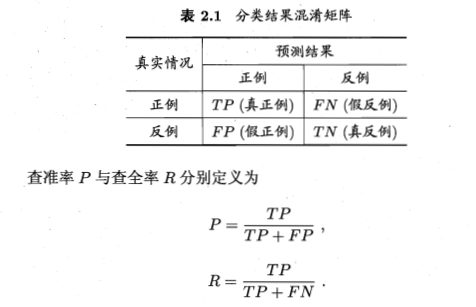 表 2.1 分类结果混淆矩阵
真实情况 预测结果
正例 反例
正例 TP (真正例) FN (假反例)
反例 FP (假正例) TN (真反例)
查准率 P 与查全率 R 分别定义为
P = TP / (TP + FP) ,
R = TP / (TP + FN) .